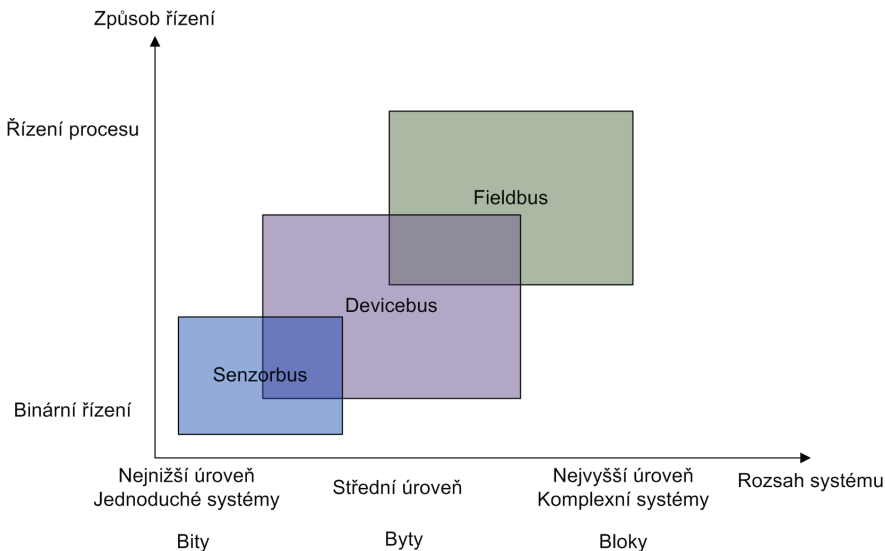 Způsob řízení
Řízení procesu
Fieldbus
Devicebus
Senzorbus
Binární řízení
Nejnižší úroveň
Jednoduché systémy
Střední úroveň
Nejvyšší úroveň
Komplexní systémy
Rozsah systému
Bity
Byty
Bloky